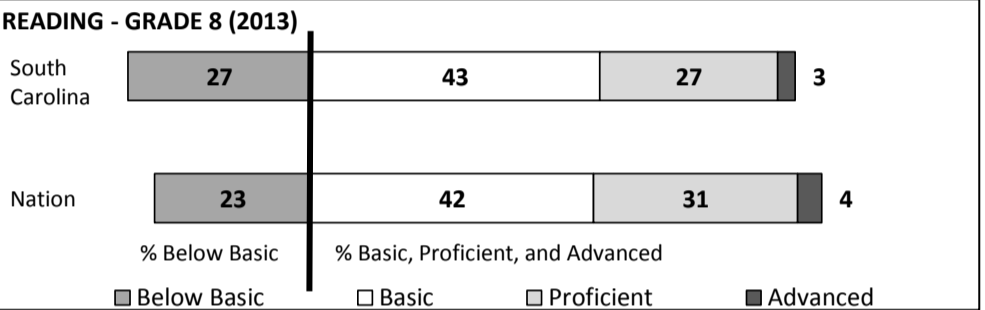 READING - GRADE 8 (2013)
South
Carolina
27
43
27
3
Nation
23
42
31
4
% Below Basic
% Basic, Proficient, and Advanced
Below Basic
Basic
Proficient
Advanced